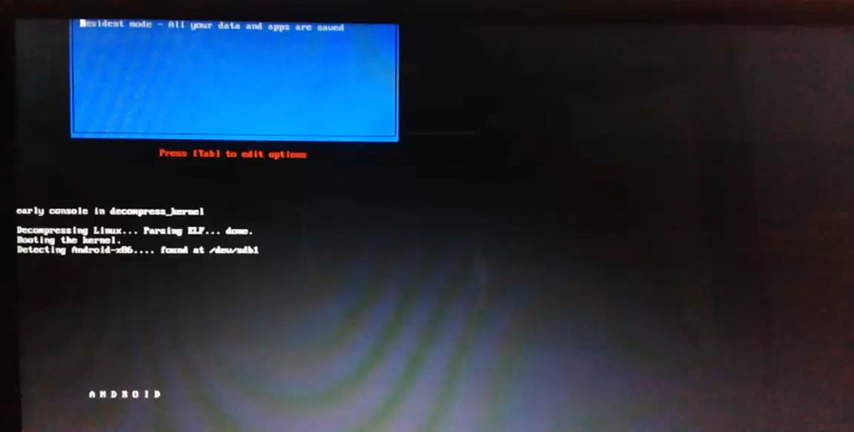 Resident mode - All your data and apps are saved
Press [Tab] to edit options
early console in decompress_kernel
Decompressing Linux... Parsing ELF... done.
Booting the kernel.
Detecting Android-x86.... found at /dev/sdb1
A N D R O I D